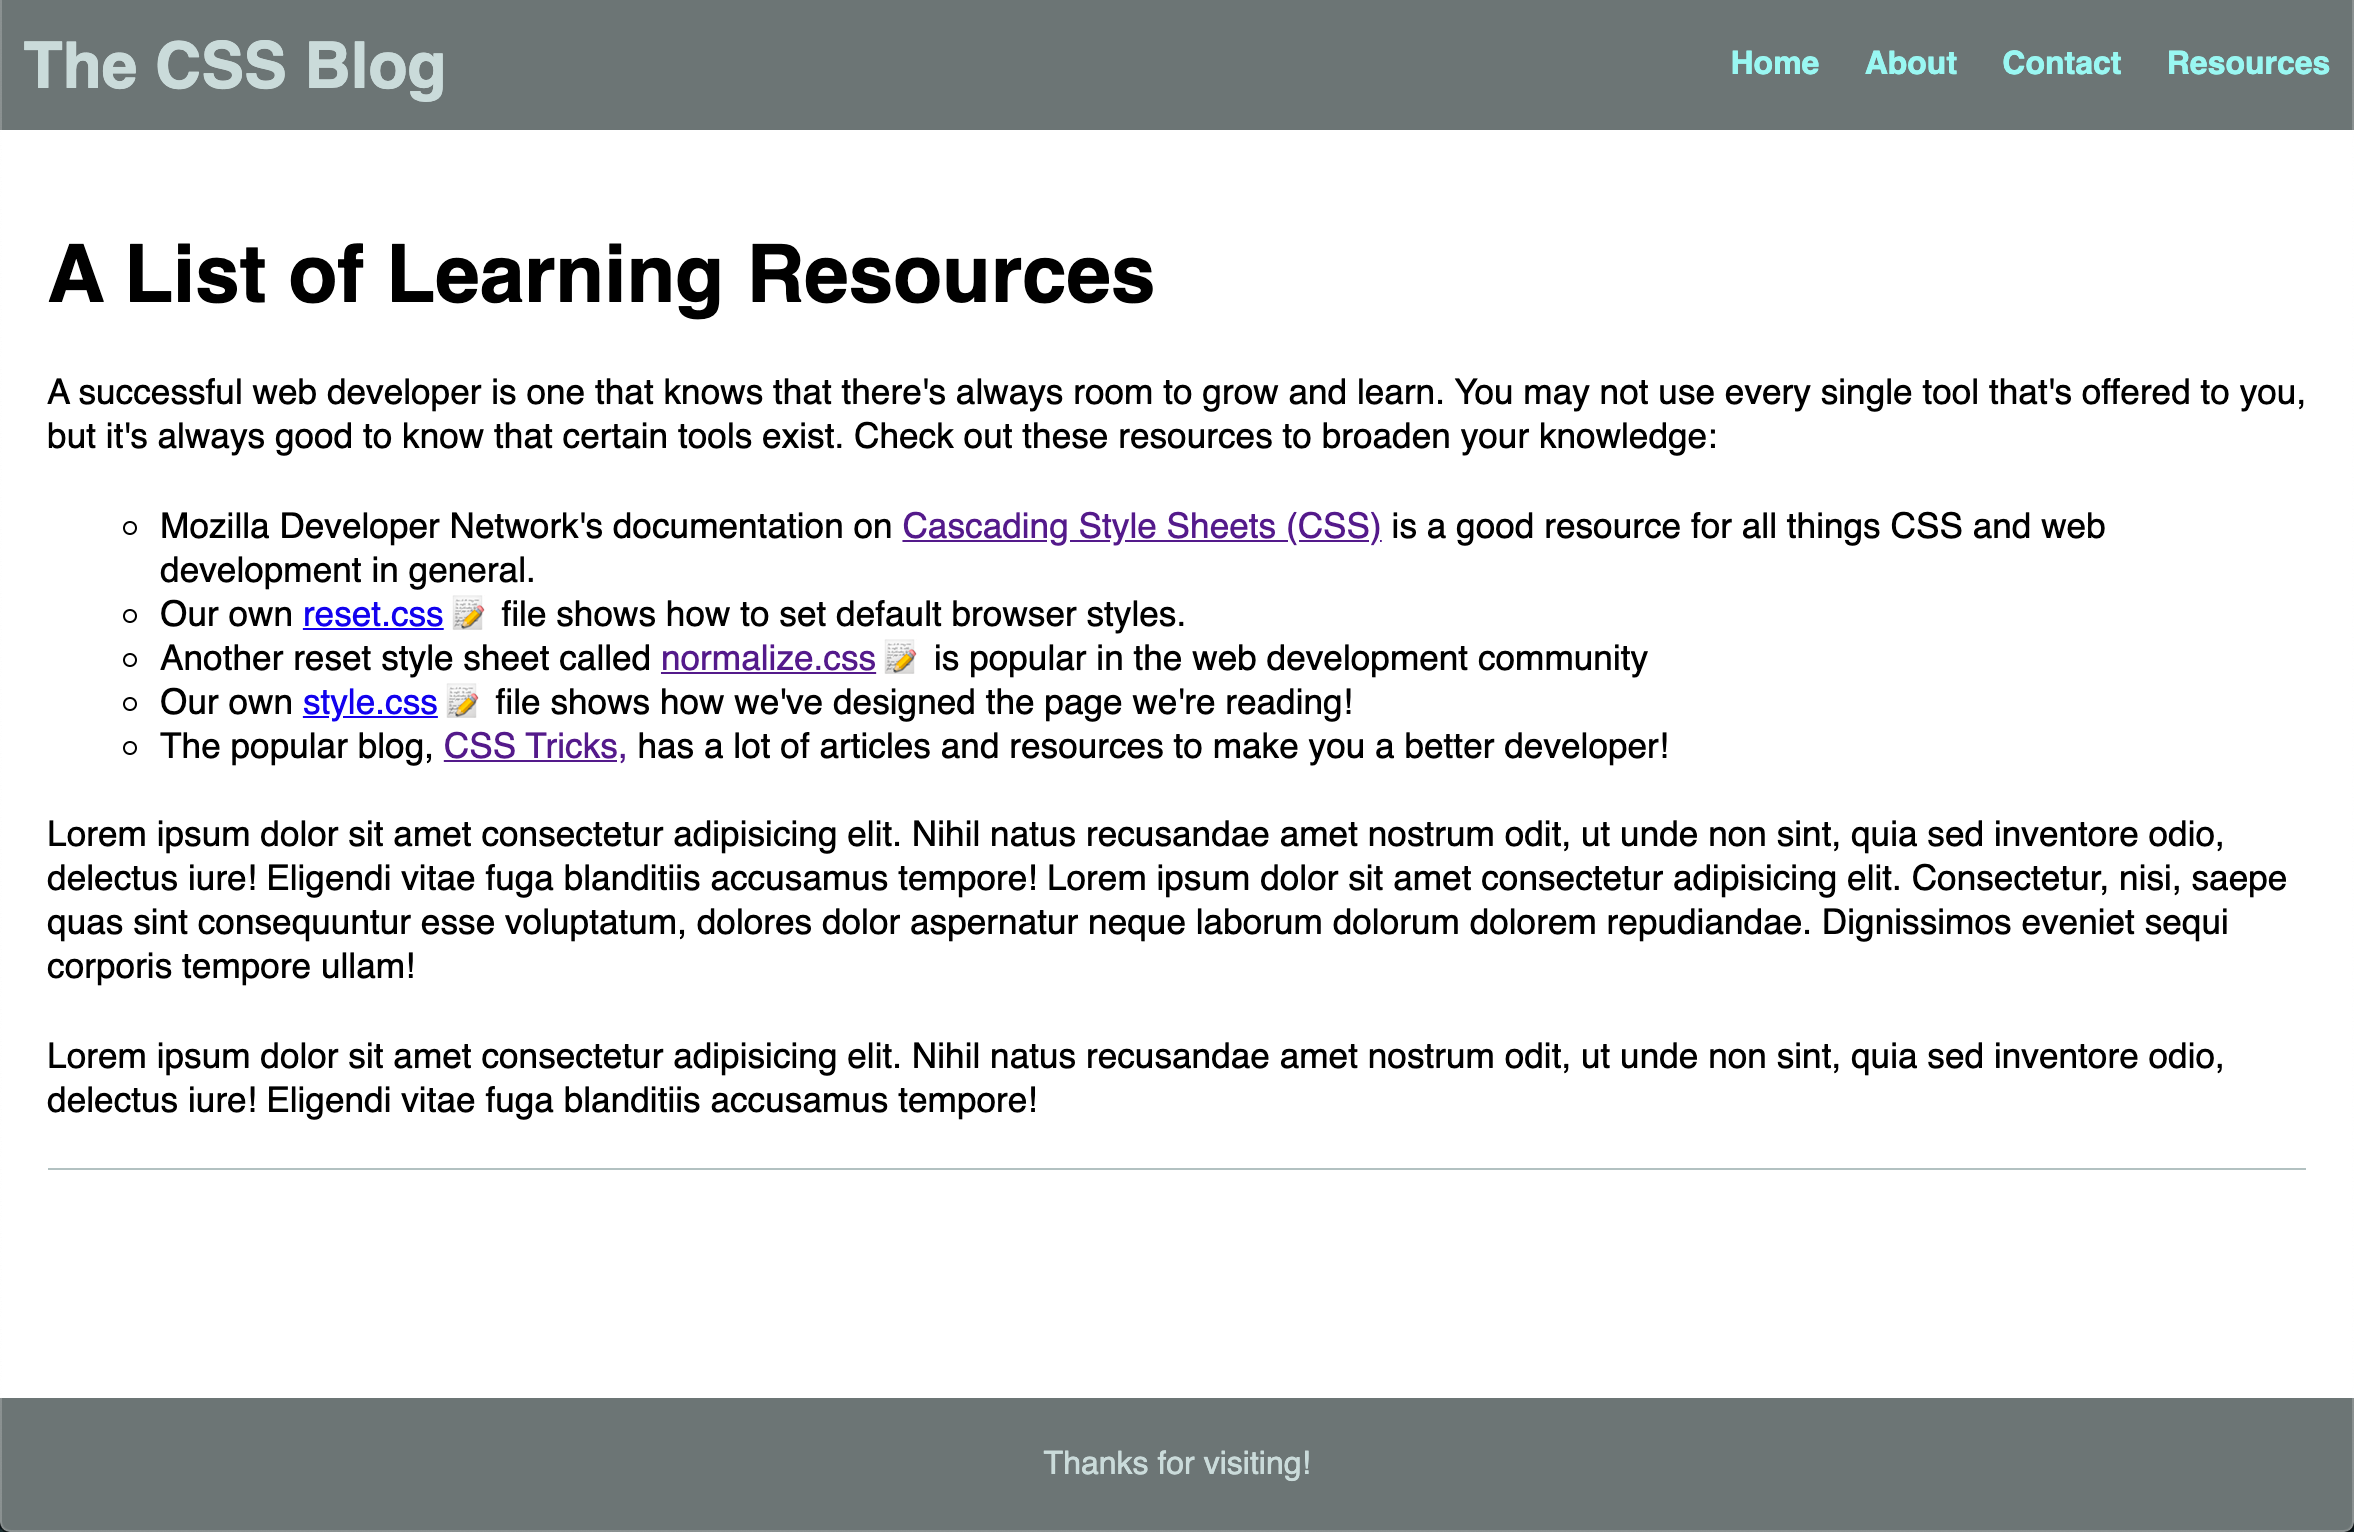 The CSS Blog
Home About Contact Resources
A List of Learning Resources
A successful web developer is one that knows that there's always room to grow and learn. You may not use every single tool that's offered to you,
but it's always good to know that certain tools exist. Check out these resources to broaden your knowledge:
Mozilla Developer Network's documentation on Cascading Style Sheets (CSS) is a good resource for all things CSS and web
development in general.
Our own reset.css📝 file shows how to set default browser styles.
Another reset style sheet called normalize.css📝 is popular in the web development community
Our own style.css📝 file shows how we've designed the page we're reading!
The popular blog, CSS Tricks, has a lot of articles and resources to make you a better developer!
Lorem ipsum dolor sit amet consectetur adipisicing elit. Nihil natus recusandae amet nostrum odit, ut unde non sint, quia sed inventore odio,
delectus iure! Eligendi vitae fuga blanditiis accusamus tempore! Lorem ipsum dolor sit amet consectetur adipisicing elit. Consectetur, nisi, saepe
quas sint consequuntur esse voluptatum, dolores dolor aspernatur neque laborum dolorum dolorem repudiandae. Dignissimos eveniet sequi
corporis tempore ullam!
Lorem ipsum dolor sit amet consectetur adipisicing elit. Nihil natus recusandae amet nostrum odit, ut unde non sint, quia sed inventore odio,
delectus iure! Eligendi vitae fuga blanditiis accusamus tempore!
Thanks for visiting!